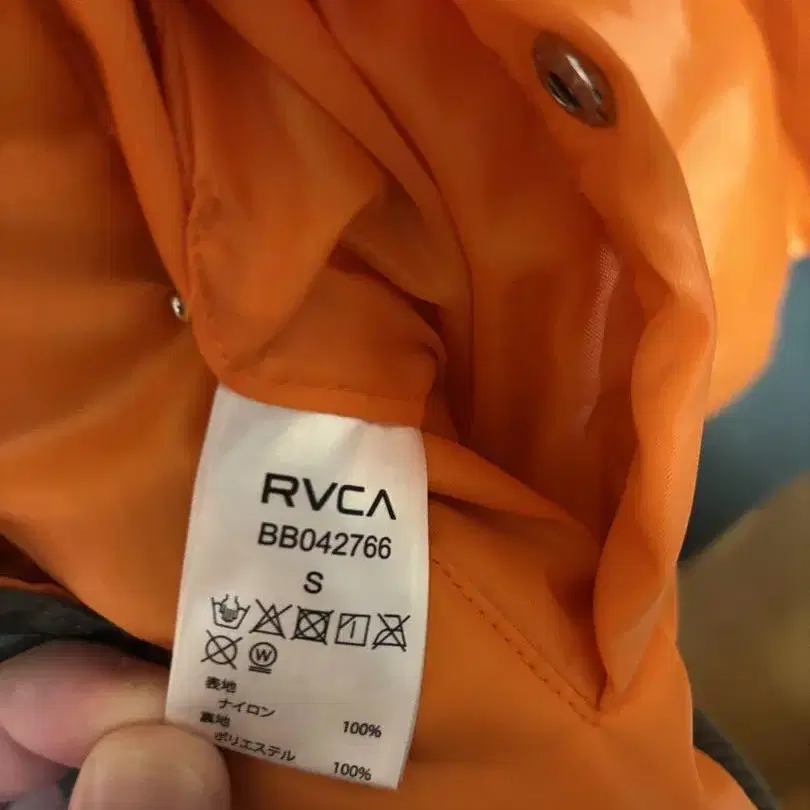 RVCA
BB042766
S
W
表地
ナイロン 100%
裏地
ポリエステル 100%